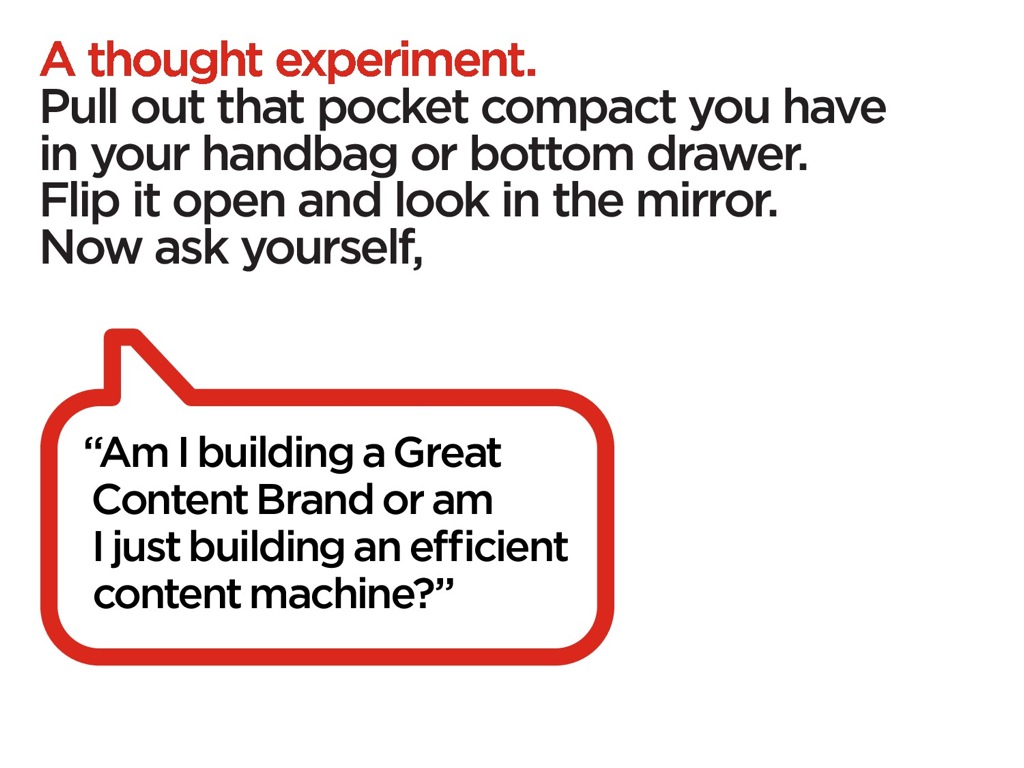 A thought experiment.
Pull out that pocket compact you have
in your handbag or bottom drawer.
Flip it open and look in the mirror.
Now ask yourself,
“Am I building a Great
Content Brand or am
I just building an efficient
content machine?”